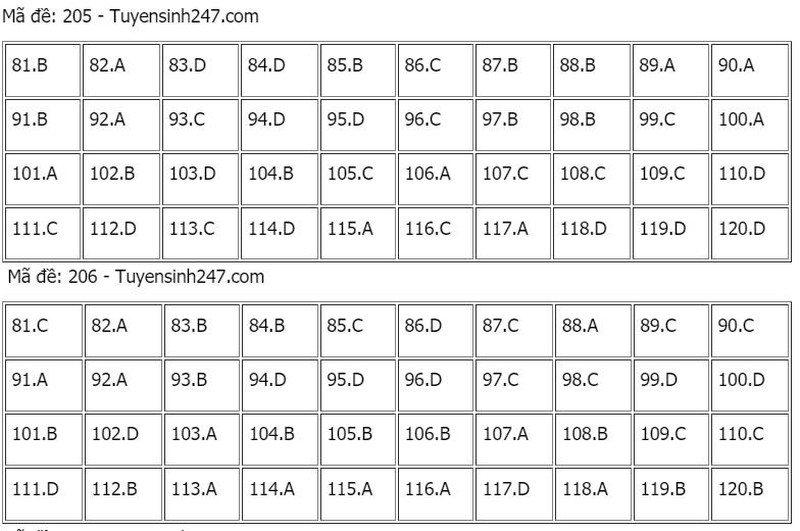 Mã đề: 205 - Tuyensinh247.com
81.B 82.A 83.D 84.D 85.B 86.C 87.B 88.B 89.A 90.A
91.B 92.A 93.C 94.D 95.D 96.C 97.B 98.B 99.C 100.A
101.A 102.B 103.D 104.B 105.C 106.A 107.C 108.C 109.C 110.D
111.C 112.D 113.C 114.D 115.A 116.C 117.A 118.D 119.D 120.D
Mã đề: 206 - Tuyensinh247.com
81.C 82.A 83.B 84.B 85.C 86.D 87.C 88.A 89.C 90.C
91.A 92.A 93.B 94.D 95.D 96.D 97.C 98.C 99.D 100.D
101.B 102.D 103.A 104.B 105.B 106.B 107.A 108.B 109.C 110.C
111.D 112.B 113.A 114.A 115.A 116.A 117.D 118.A 119.B 120.B